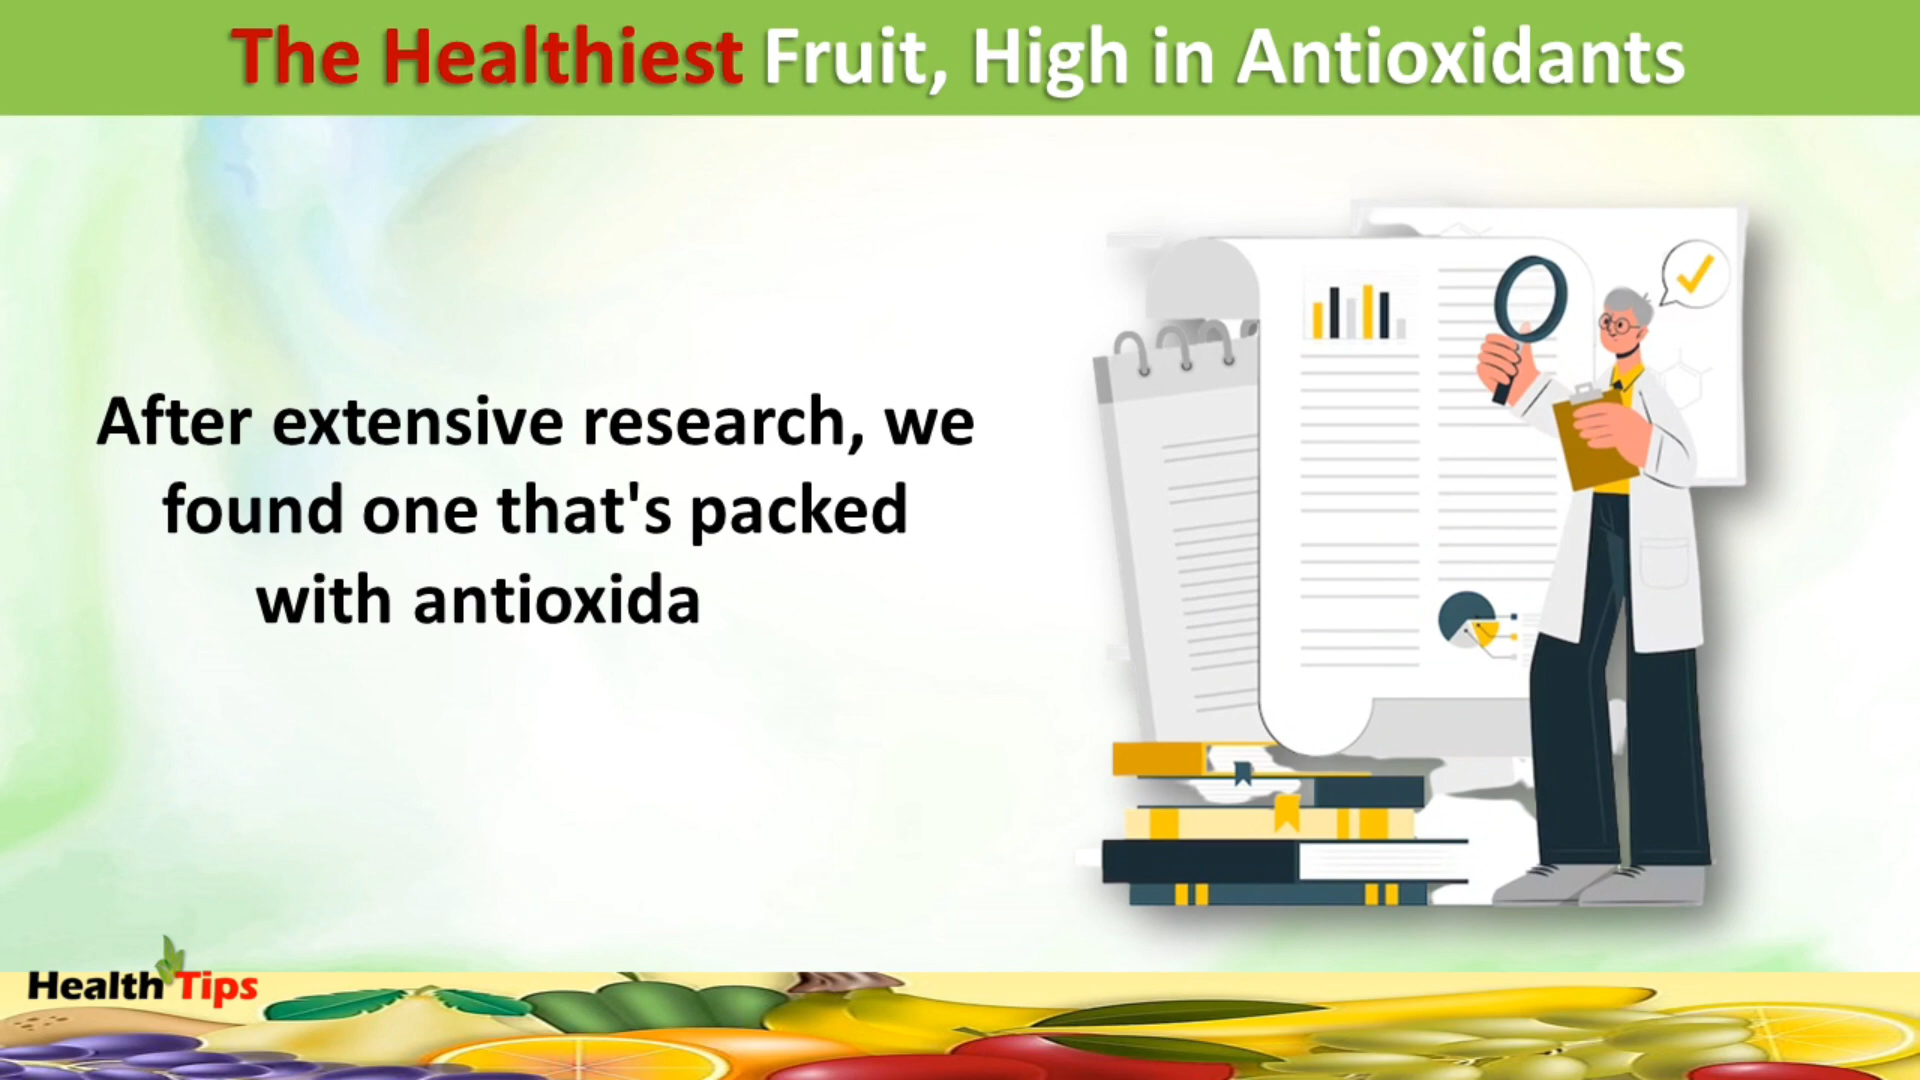 The Healthiest Fruit, High in Antioxidants
After extensive research, we
found one that's packed
with antioxida
Health Tips